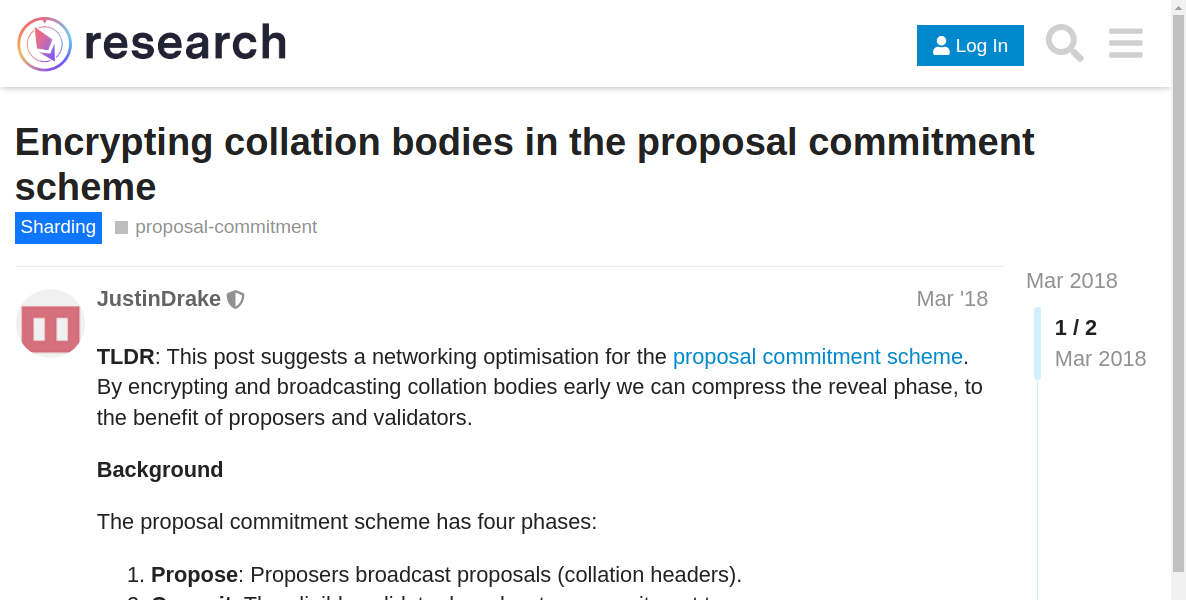 research
Log In
Encrypting collation bodies in the proposal commitment
scheme
Sharding
proposal-commitment
Mar 2018
JustinDrake
Mar '18
1 / 2
Mar 2018
TLDR: This post suggests a networking optimisation for the proposal commitment scheme.
By encrypting and broadcasting collation bodies early we can compress the reveal phase, to
the benefit of proposers and validators.
Background
The proposal commitment scheme has four phases:
1. Propose: Proposers broadcast proposals (collation headers).